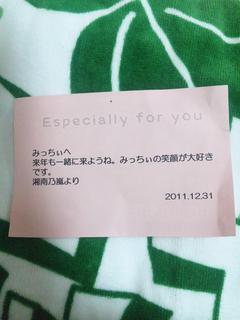 Especially for you
みっちぃへ
来年も一緒に来ようね。みっちぃの笑顔が大好き
です。
湘南乃嵐より
2011.12.31